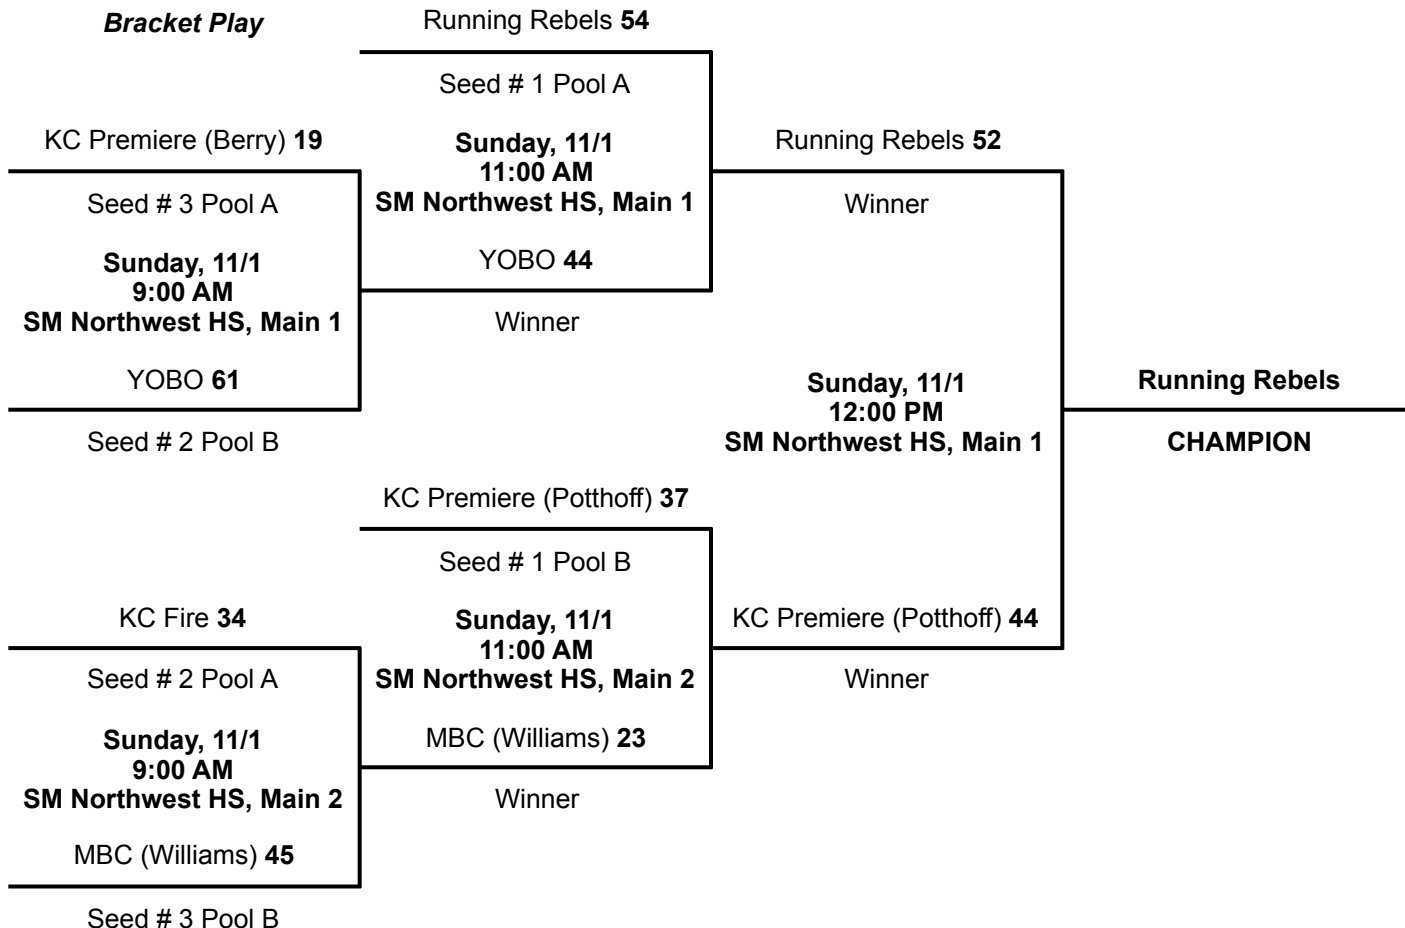 Bracket Play
Running Rebels 54
Seed # 1 Pool A
KC Premiere (Berry) 19
Sunday, 11/1
11:00 AM
SM Northwest HS, Main 1
Running Rebels 52
Seed # 3 Pool A
Winner
Sunday, 11/1
9:00 AM
SM Northwest HS, Main 1
YOBO 44
Winner
YOBO 61
Seed # 2 Pool B
Sunday, 11/1
12:00 PM
SM Northwest HS, Main 1
Running Rebels
CHAMPION
KC Premiere (Potthoff) 37
Seed # 1 Pool B
KC Fire 34
Sunday, 11/1
11:00 AM
SM Northwest HS, Main 2
KC Premiere (Potthoff) 44
Seed # 2 Pool A
Winner
Sunday, 11/1
9:00 AM
SM Northwest HS, Main 2
MBC (Williams) 23
Winner
MBC (Williams) 45
Seed # 3 Pool B